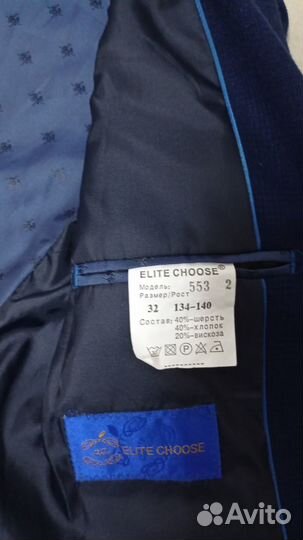 ELITE CHOOSE®
Модель: 553 2
Размер/Рост
32 134-140
Состав: 40%-шерсть
40%-хлопок
20%-вискоза
ELITE CHOOSE
Avito